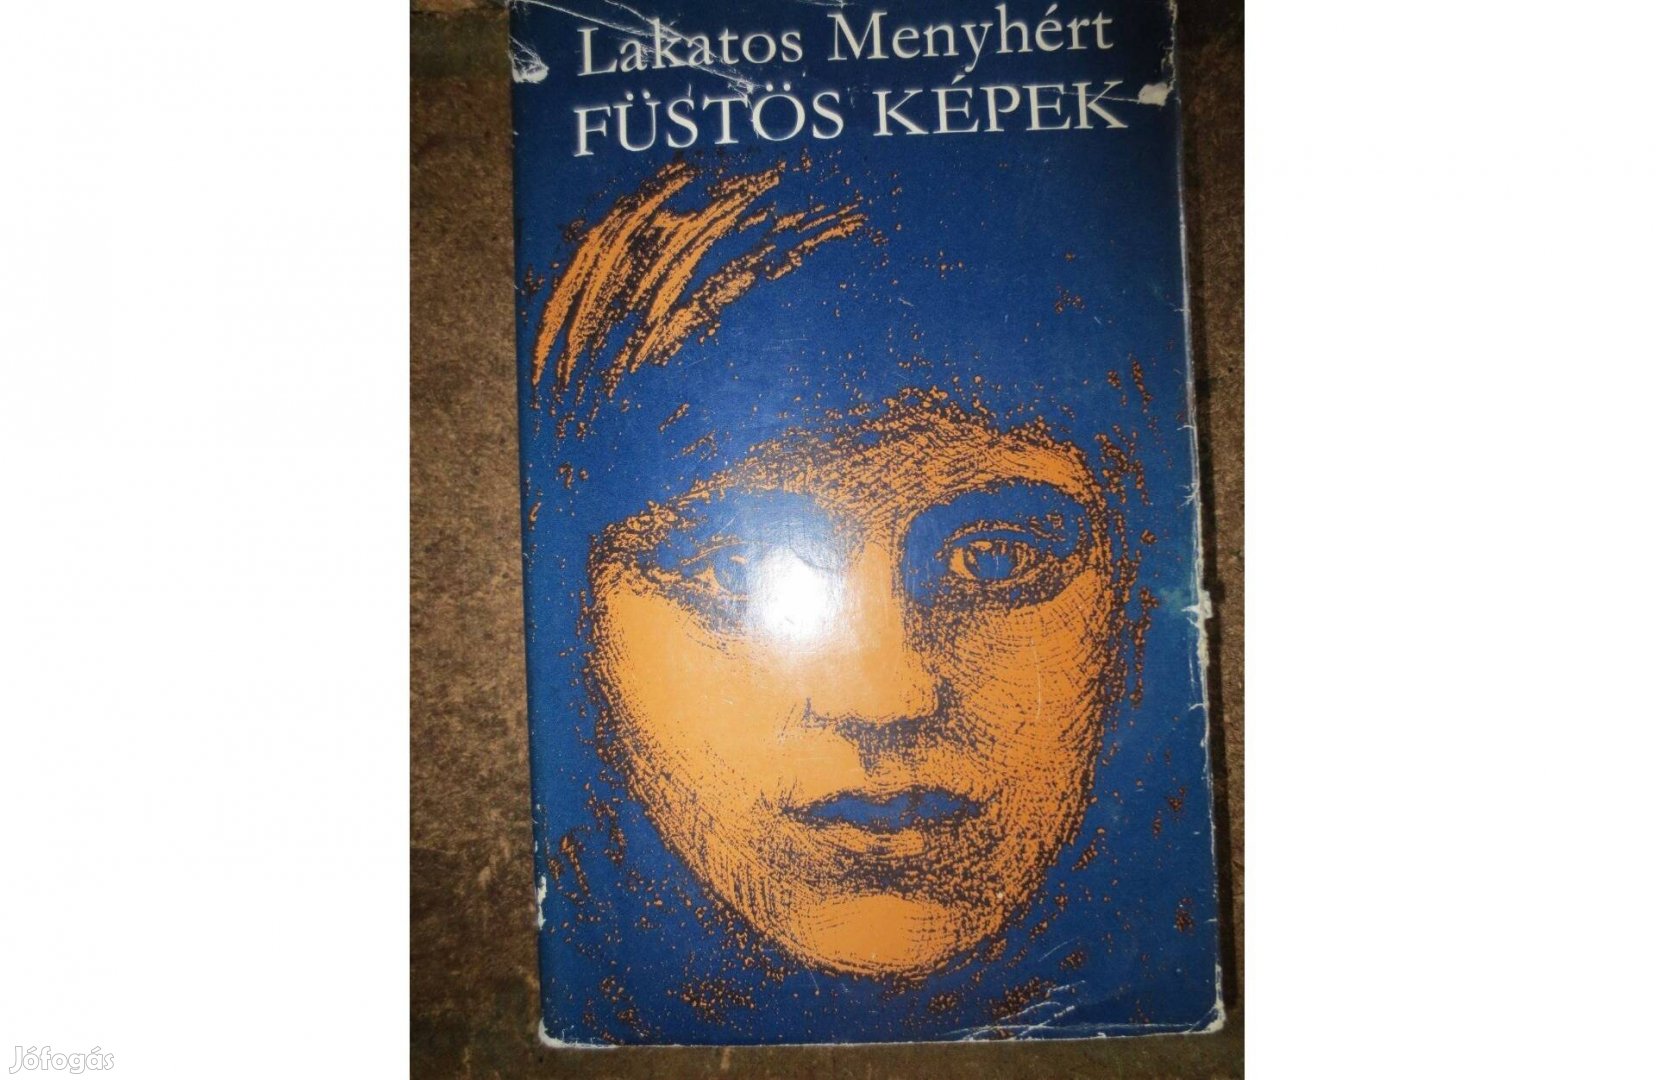 Lakatos Menyhért
FÜSTÖS KÉPEK
Jófogás